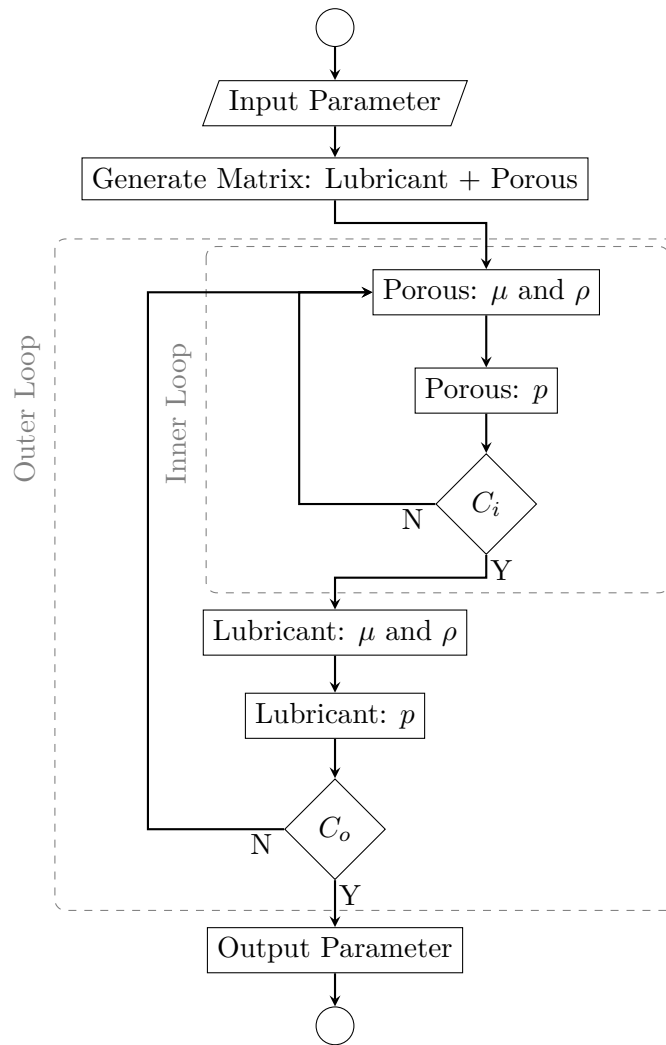 Input Parameter
Generate Matrix: Lubricant + Porous
Outer Loop
Inner Loop
Porous: μ and ρ
Porous: p
C_i
N
Y
Lubricant: μ and ρ
Lubricant: p
C_o
N
Y
Output Parameter